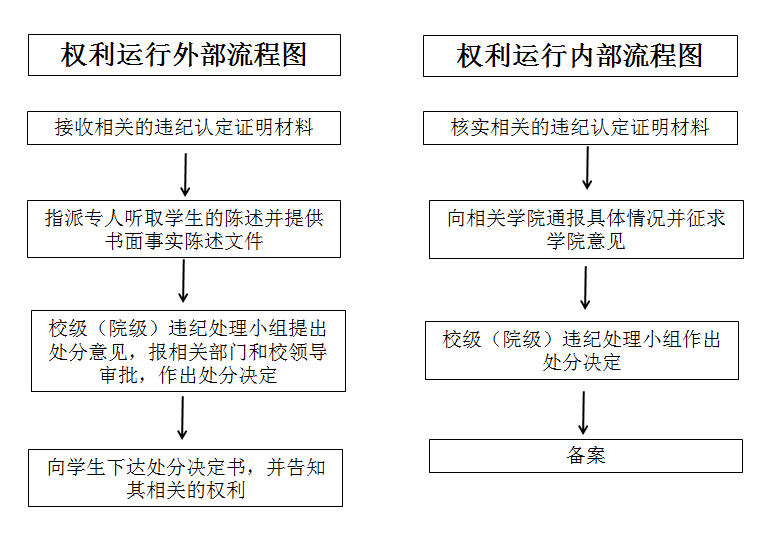 权利运行外部流程图
接收相关的违纪认定证明材料
指派专人听取学生的陈述并提供
书面事实陈述文件
校级（院级）违纪处理小组提出
处分意见，报相关部门和校领导
审批，作出处分决定
向学生下达处分决定书，并告知
其相关的权利
权利运行内部流程图
核实相关的违纪认定证明材料
向相关学院通报具体情况并征求
学院意见
校级（院级）违纪处理小组作出
处分决定
备案